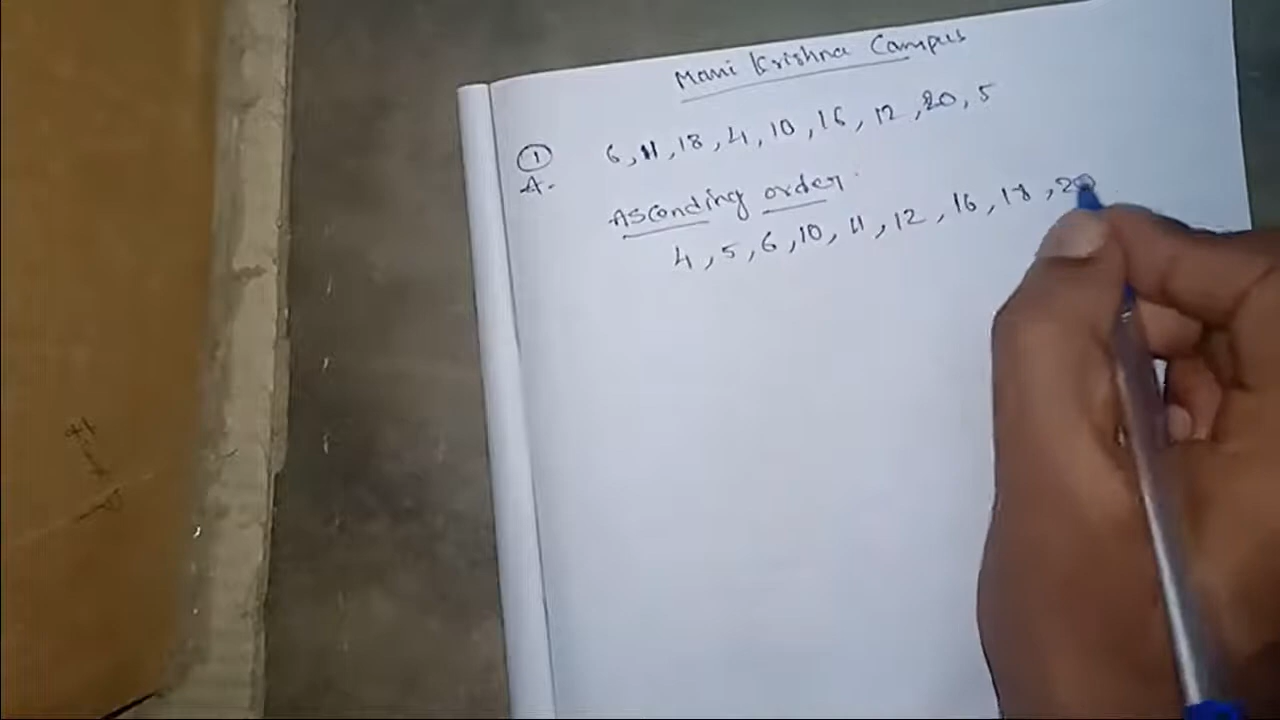 Mani Krishna Campus
① 6, 11, 18, 4, 10, 16, 12, 20, 5
A.
Ascending order.
4, 5, 6, 10, 11, 12, 16, 18, 20